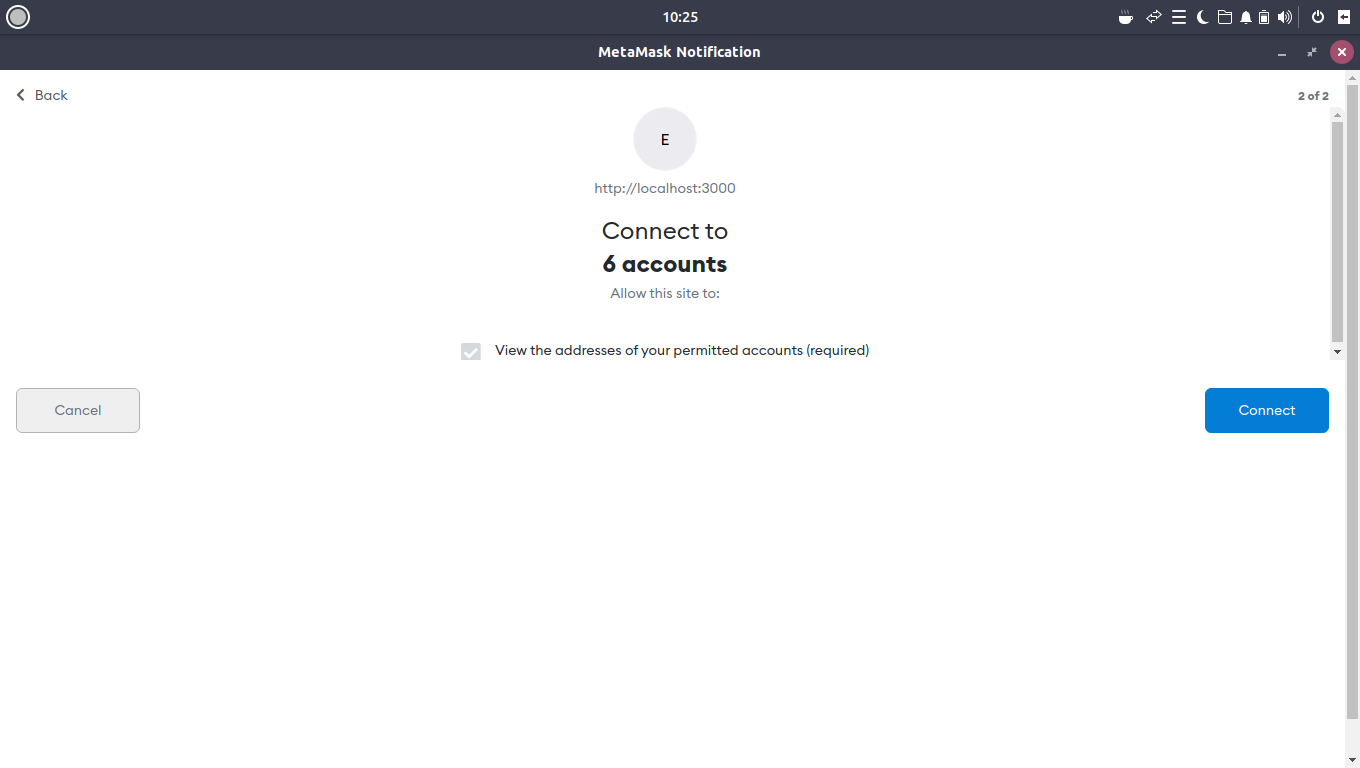 10:25
MetaMask Notification
Back
2 of 2
E
http://localhost:3000
Connect to
6 accounts
Allow this site to:
View the addresses of your permitted accounts (required)
Cancel
Connect